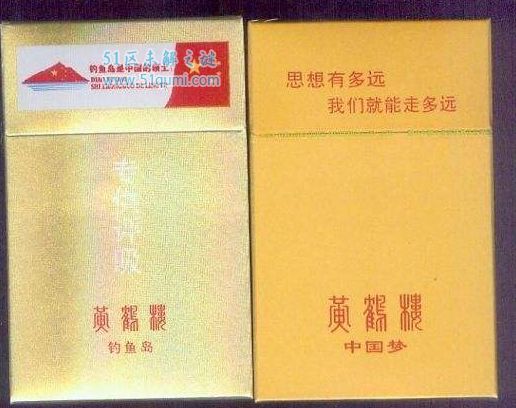 51区未解之谜
www.51qumi.com
钓鱼岛是中国的领土
黄鹤楼
钓鱼岛
思想有多远
我们就能走多远
黄鹤楼
中国梦